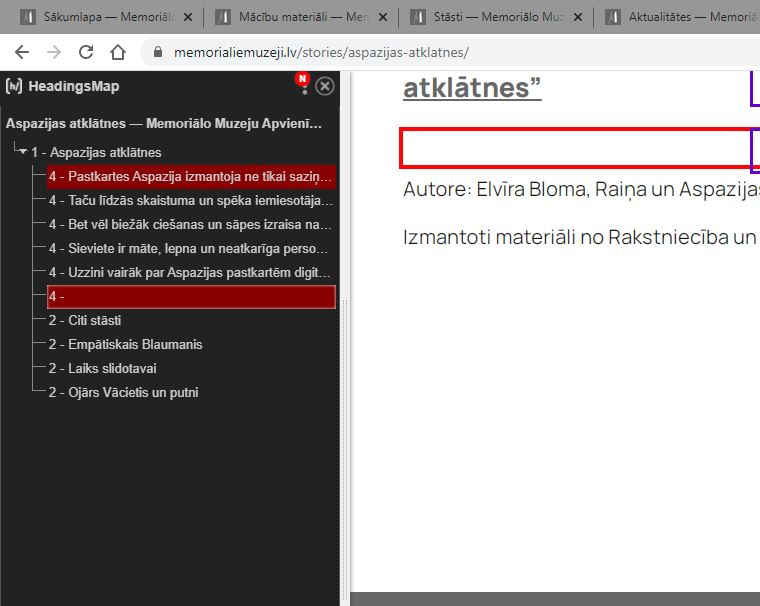 Sākumlapa — Memoriālo
Mācību materiāli — Mem
Stāsti — Memoriālo Muz
Aktualitātes — Memoriāl
memorialiemuzeji.lv/stories/aspazijas-atklatnes/
HeadingsMap
N
Aspazijas atklātnes — Memoriālo Muzeju Apvienī...
1 - Aspazijas atklātnes
4 - Pastkartes Aspazija izmantoja ne tikai saziņ...
4 - Taču līdzās skaistuma un spēka iemiesotāja...
4 - Bet vēl biežāk ciešanas un sāpes izraisa na...
4 - Sieviete ir māte, lepna un neatkarīga perso...
4 - Uzzini vairāk par Aspazijas pastkartēm digit...
4 -
2 - Citi stāsti
2 - Empātiskais Blaumanis
2 - Laiks slidotavai
2 - Ojārs Vācietis un putni
atklātnes”
Autore: Elvīra Bloma, Raiņa un Aspazijas
Izmantoti materiāli no Rakstniecība un